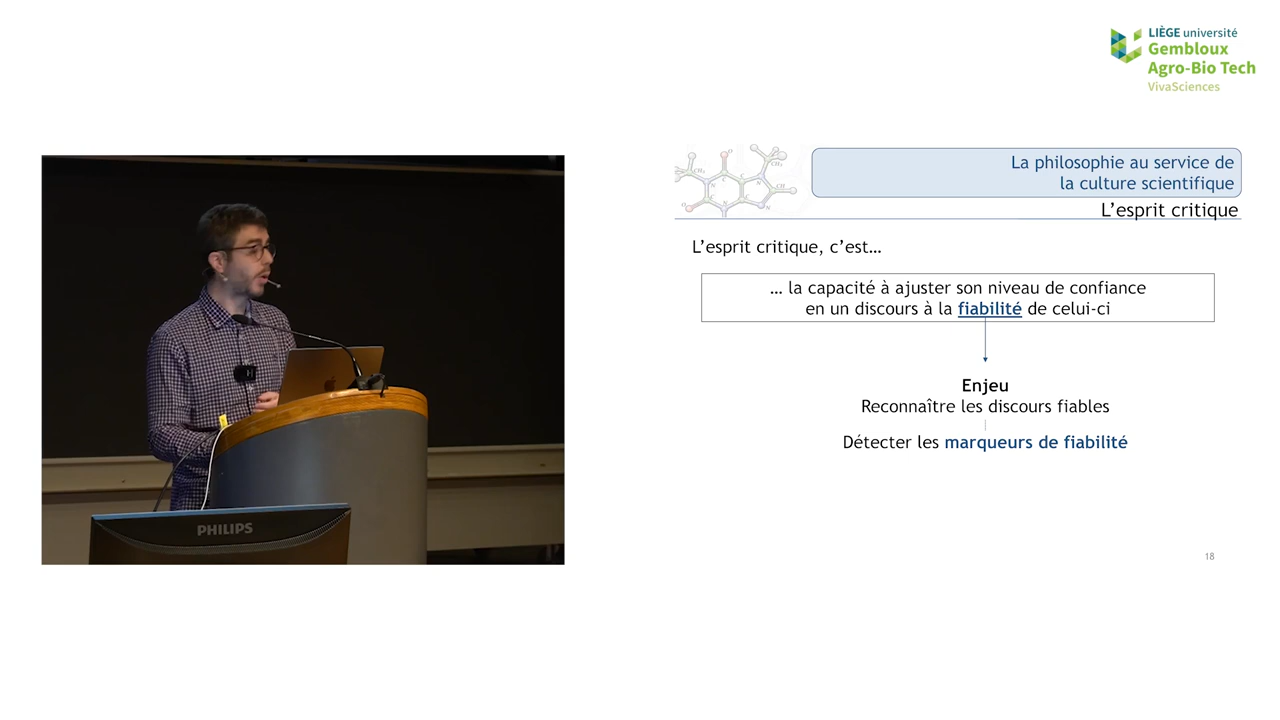 LIÈGE université
Gembloux
Agro-Bio Tech
VivaSciences
La philosophie au service de
la culture scientifique
L’esprit critique
L’esprit critique, c’est…
… la capacité à ajuster son niveau de confiance
en un discours à la fiabilité de celui-ci
Enjeu
Reconnaître les discours fiables
Détecter les marqueurs de fiabilité
18
PHILIPS